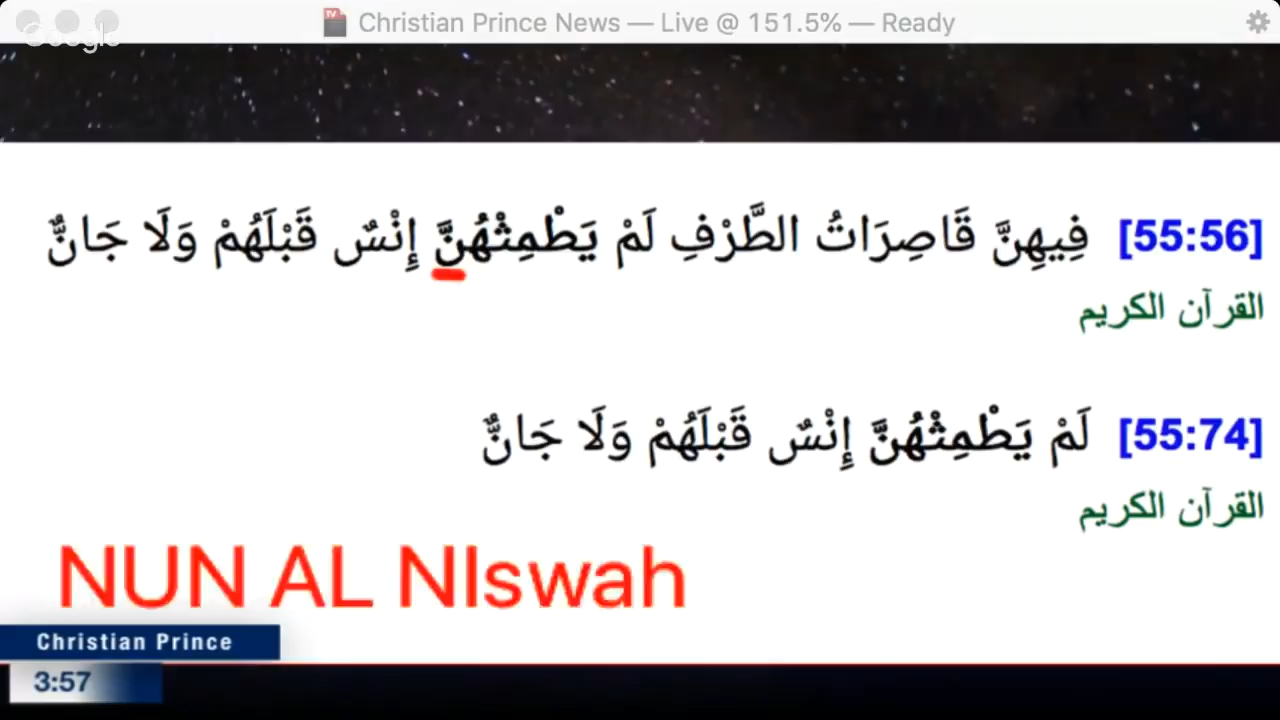 Christian Prince News — Live @ 151.5% — Ready
Google
[55:56] فِيهِنَّ قَاصِرَاتُ الطَّرْفِ لَمْ يَطْمِثْهُنَّ إِنْسٌ قَبْلَهُمْ وَلَا جَانٌّ
القرآن الكريم
[55:74] لَمْ يَطْمِثْهُنَّ إِنْسٌ قَبْلَهُمْ وَلَا جَانٌّ
القرآن الكريم
NUN AL NIswah
Christian Prince
3:57